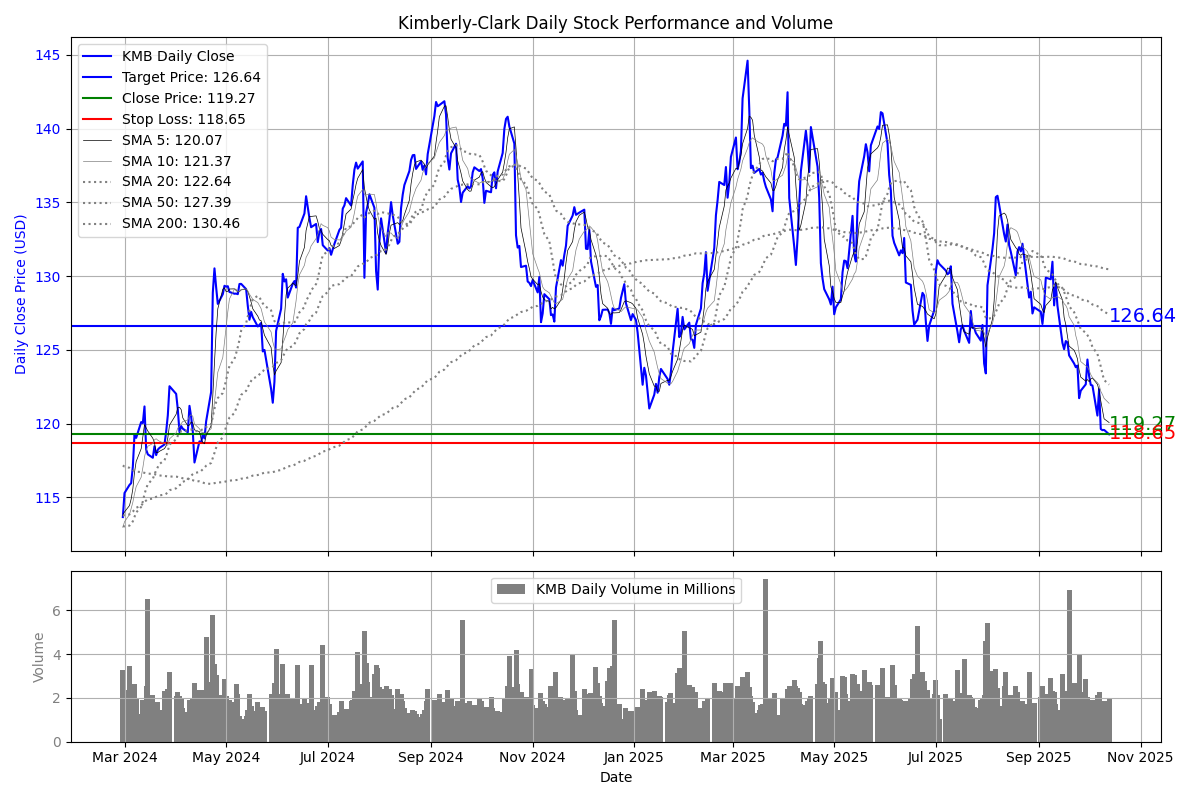 Kimberly-Clark Daily Stock Performance and Volume
Daily Close Price (USD)
145
140
135
130
125
120
115
KMB Daily Close
Target Price: 126.64
Close Price: 119.27
Stop Loss: 118.65
SMA 5: 120.07
SMA 10: 121.37
SMA 20: 122.64
SMA 50: 127.39
SMA 200: 130.46
126.64
119.27
118.65
Volume
6
4
2
0
KMB Daily Volume in Millions
Mar 2024 May 2024 Jul 2024 Sep 2024 Nov 2024 Jan 2025 Mar 2025 May 2025 Jul 2025 Sep 2025 Nov 2025
Date